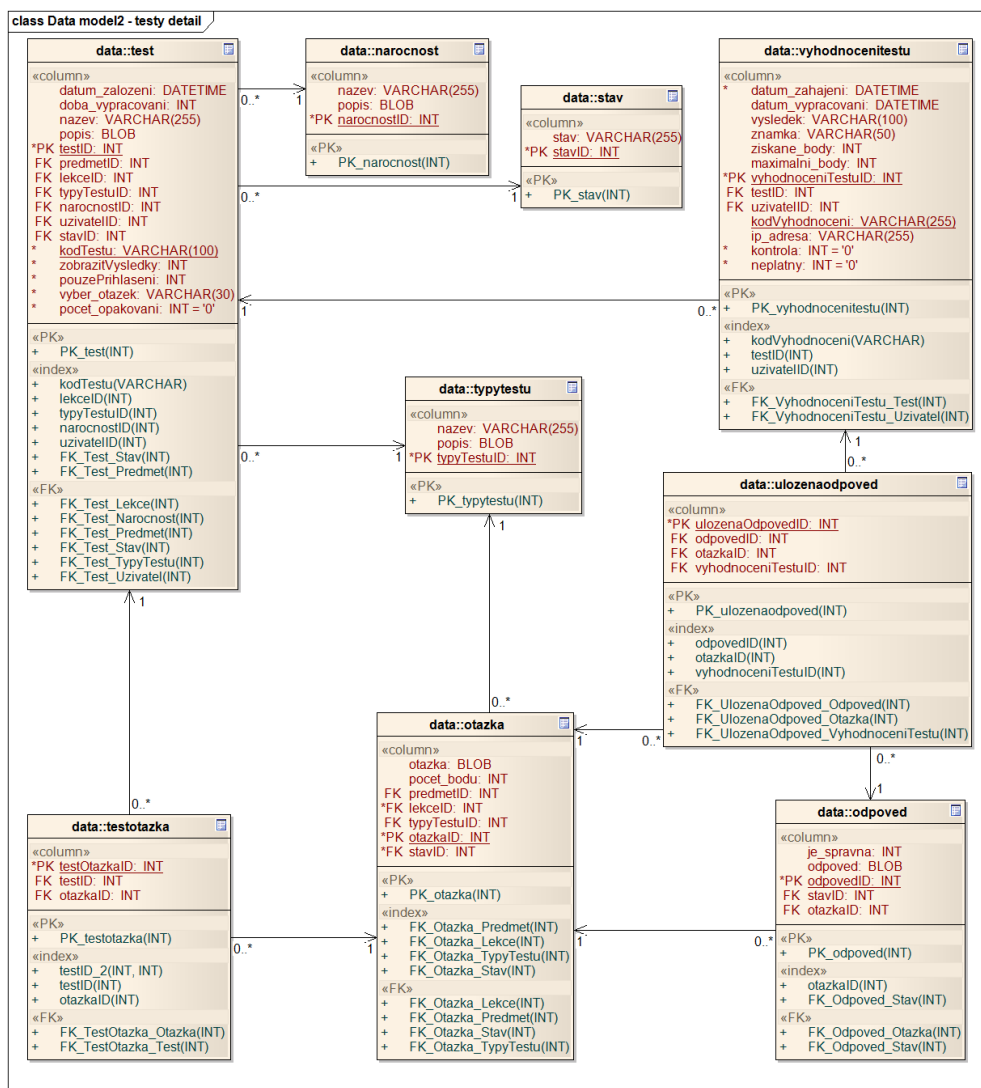 class Data model2 - testy detail
data::test
«column»
datum_zalozeni: DATETIME
doba_vypracovani: INT
nazev: VARCHAR(255)
popis: BLOB
*PK testID: INT
FK predmetID: INT
FK lekceID: INT
FK typyTestuID: INT
FK narocnostID: INT
FK uzivatelID: INT
FK stavID: INT
* kodTestu: VARCHAR(100)
* zobrazitVysledky: INT
* pouzePrihlaseni: INT
* vyber_otazek: VARCHAR(30)
* pocet_opakovani: INT = '0'
«PK»
+ PK_test(INT)
«index»
+ kodTestu(VARCHAR)
+ lekceID(INT)
+ typyTestuID(INT)
+ narocnostID(INT)
+ uzivatelID(INT)
+ FK_Test_Stav(INT)
+ FK_Test_Predmet(INT)
«FK»
+ FK_Test_Lekce(INT)
+ FK_Test_Narocnost(INT)
+ FK_Test_Predmet(INT)
+ FK_Test_Stav(INT)
+ FK_Test_TypyTestu(INT)
+ FK_Test_Uzivatel(INT)
0..*
1
data::narocnost
«column»
nazev: VARCHAR(255)
popis: BLOB
*PK narocnostID: INT
«PK»
+ PK_narocnost(INT)
0..*
1
data::stav
«column»
stav: VARCHAR(255)
*PK stavID: INT
«PK»
+ PK_stav(INT)
data::vyhodnocenitestu
«column»
* datum_zahajeni: DATETIME
datum_vypracovani: DATETIME
vysledek: VARCHAR(100)
znamka: VARCHAR(50)
ziskane_body: INT
maximalni_body: INT
*PK vyhodnoceniTestuID: INT
FK testID: INT
FK uzivatelID: INT
kodVyhodnoceni: VARCHAR(255)
ip_adresa: VARCHAR(255)
* kontrola: INT = '0'
* neplatny: INT = '0'
«PK»
+ PK_vyhodnocenitestu(INT)
«index»
+ kodVyhodnoceni(VARCHAR)
+ testID(INT)
+ uzivatelID(INT)
«FK»
+ FK_VyhodnoceniTestu_Test(INT)
+ FK_VyhodnoceniTestu_Uzivatel(INT)
1
0..*
0..*
1
data::typytestu
«column»
nazev: VARCHAR(255)
popis: BLOB
*PK typyTestuID: INT
«PK»
+ PK_typytestu(INT)
1
0..*
1
0..*
data::ulozenaodpoved
«column»
*PK ulozenaOdpovedID: INT
FK odpovedID: INT
FK otazkaID: INT
FK vyhodnoceniTestuID: INT
«PK»
+ PK_ulozenaodpoved(INT)
«index»
+ odpovedID(INT)
+ otazkaID(INT)
+ vyhodnoceniTestuID(INT)
«FK»
+ FK_UlozenaOdpoved_Odpoved(INT)
+ FK_UlozenaOdpoved_Otazka(INT)
+ FK_UlozenaOdpoved_VyhodnoceniTestu(INT)
1
0..*
0..*
1
1
0..*
data::testotazka
«column»
*PK testOtazkaID: INT
FK testID: INT
FK otazkaID: INT
«PK»
+ PK_testotazka(INT)
«index»
+ testID_2(INT, INT)
+ testID(INT)
+ otazkaID(INT)
«FK»
+ FK_TestOtazka_Otazka(INT)
+ FK_TestOtazka_Test(INT)
0..*
1
data::otazka
«column»
otazka: BLOB
pocet_bodu: INT
FK predmetID: INT
*FK lekceID: INT
FK typyTestuID: INT
*PK otazkaID: INT
*FK stavID: INT
«PK»
+ PK_otazka(INT)
«index»
+ FK_Otazka_Predmet(INT)
+ FK_Otazka_Lekce(INT)
+ FK_Otazka_TypyTestu(INT)
+ FK_Otazka_Stav(INT)
«FK»
+ FK_Otazka_Lekce(INT)
+ FK_Otazka_Predmet(INT)
+ FK_Otazka_Stav(INT)
+ FK_Otazka_TypyTestu(INT)
1
0..*
data::odpoved
«column»
je_spravna: INT
odpoved: BLOB
*PK odpovedID: INT
FK stavID: INT
FK otazkaID: INT
«PK»
+ PK_odpoved(INT)
«index»
+ otazkaID(INT)
+ FK_Odpoved_Stav(INT)
«FK»
+ FK_Odpoved_Otazka(INT)
+ FK_Odpoved_Stav(INT)